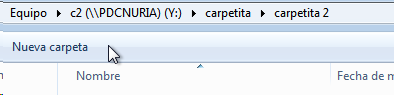 Equipo ▸ c2 (\\PDCNURIA) (Y:) ▸ carpetita ▸ carpetita 2
Nueva carpeta
Nombre Fecha de m